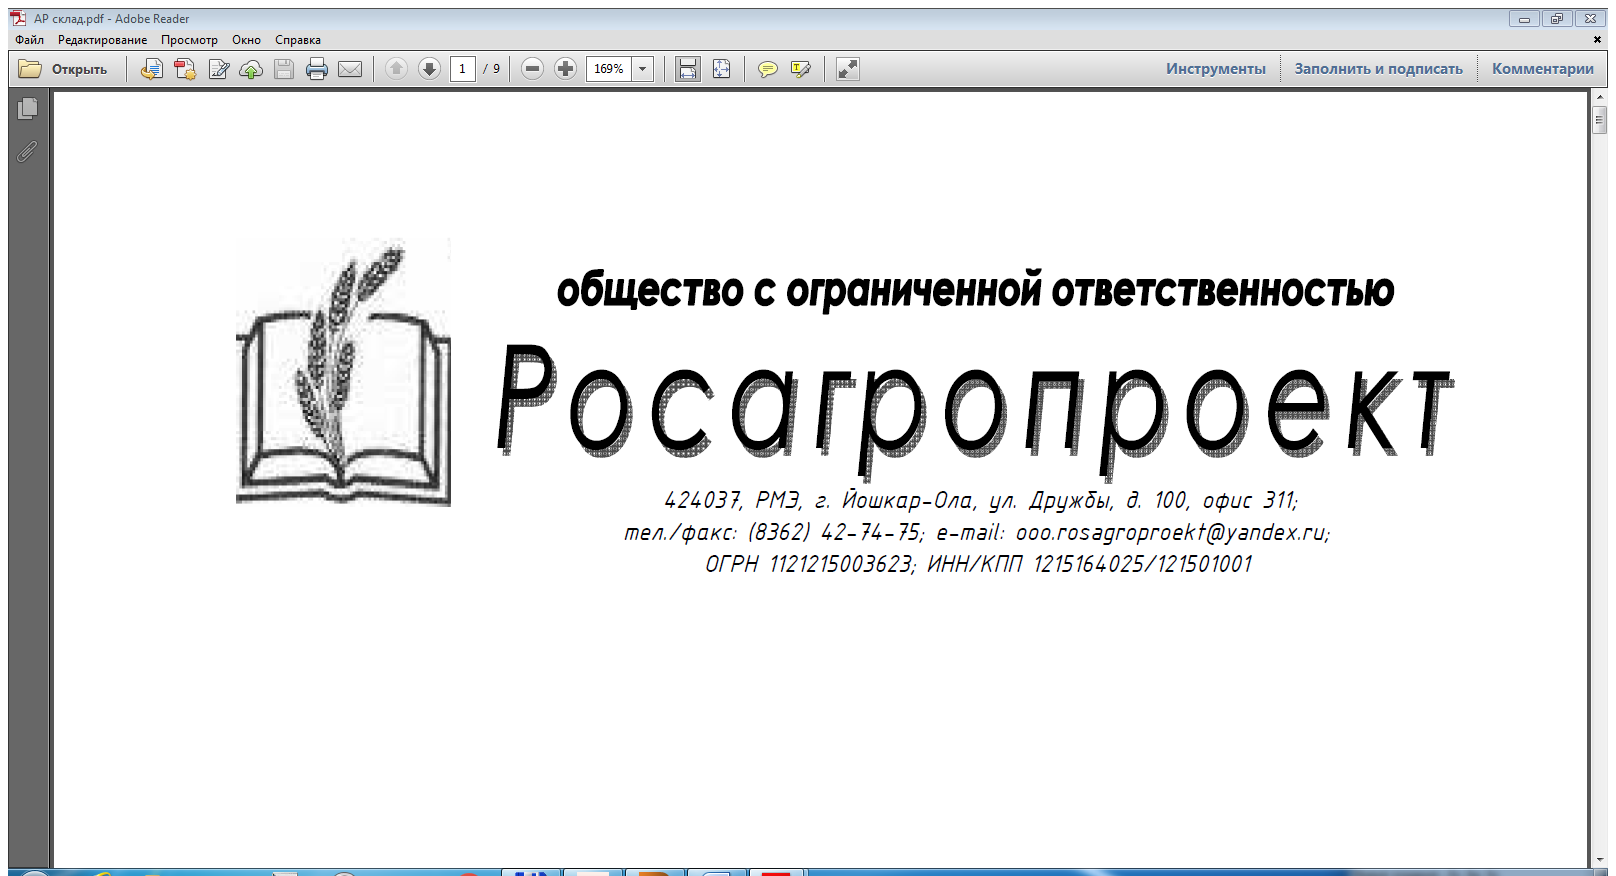 АР склад.pdf - Adobe Reader
Файл Редактирование Просмотр Окно Справка
Открыть 1 / 9 169% Инструменты Заполнить и подписать Комментарии
общество с ограниченной ответственностью
Росагропроект
424037, РМЭ, г. Йошкар-Ола, ул. Дружбы, д. 100, офис 311;
тел./факс: (8362) 42-74-75; e-mail: ooo.rosagroproekt@yandex.ru;
ОГРН 1121215003623; ИНН/КПП 1215164025/121501001